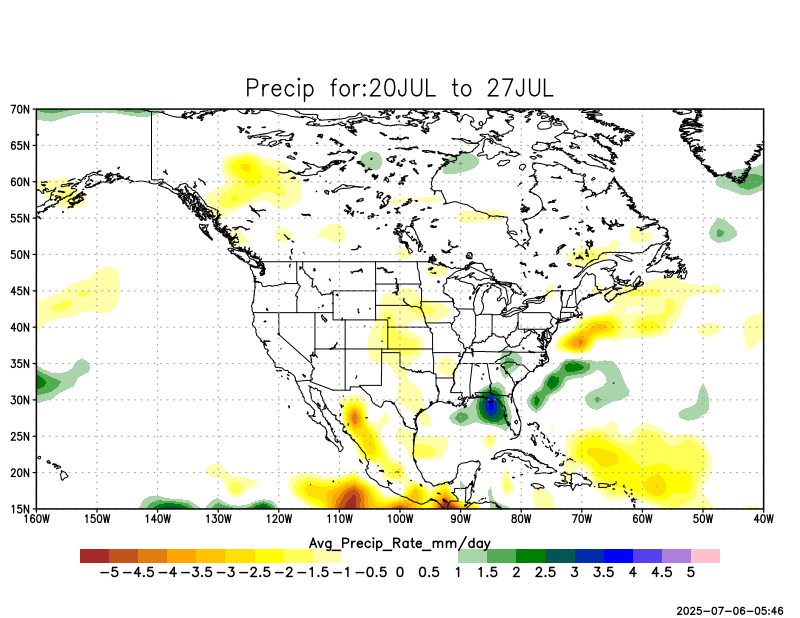 Precip for:20JUL to 27JUL
70N
65N
60N
55N
50N
45N
40N
35N
30N
25N
20N
15N
160W 150W 140W 130W 120W 110W 100W 90W 80W 70W 60W 50W 40W
Avg_Precip_Rate_mm/day
-5 -4.5 -4 -3.5 -3 -2.5 -2 -1.5 -1 -0.5 0 0.5 1 1.5 2 2.5 3 3.5 4 4.5 5
2025-07-06-05:46